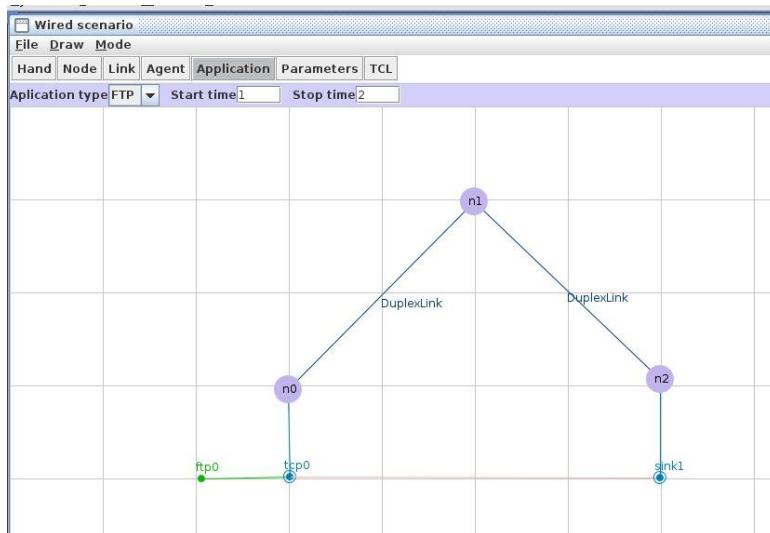 Wired scenario
File Draw Mode
Hand Node Link Agent Application Parameters TCL
Aplication type FTP Start time 1 Stop time 2
n1
DuplexLink
DuplexLink
n0
n2
ftp0
tcp0
sink1